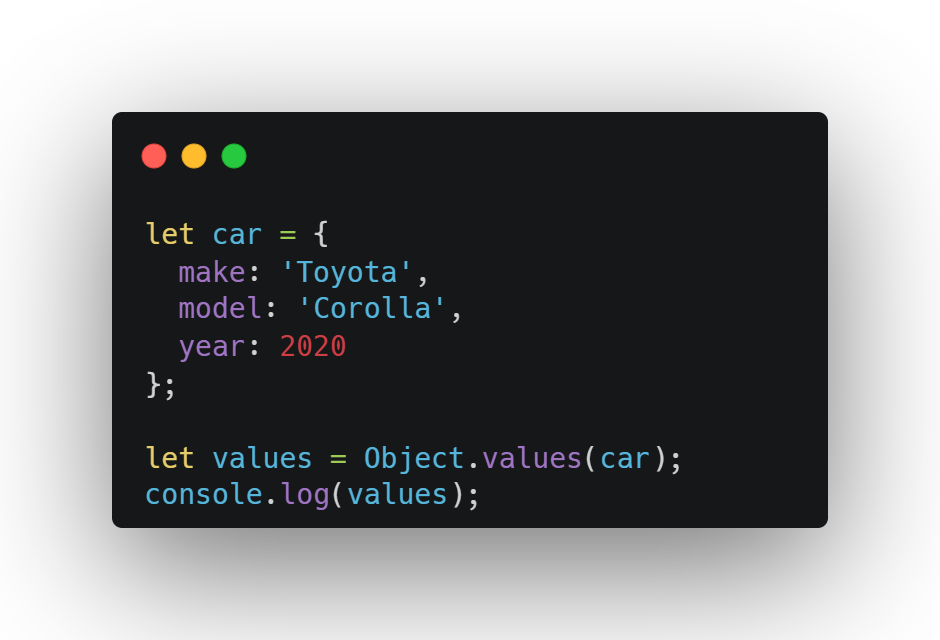 let car = {
  make: 'Toyota',
  model: 'Corolla',
  year: 2020
};

let values = Object.values(car);
console.log(values);